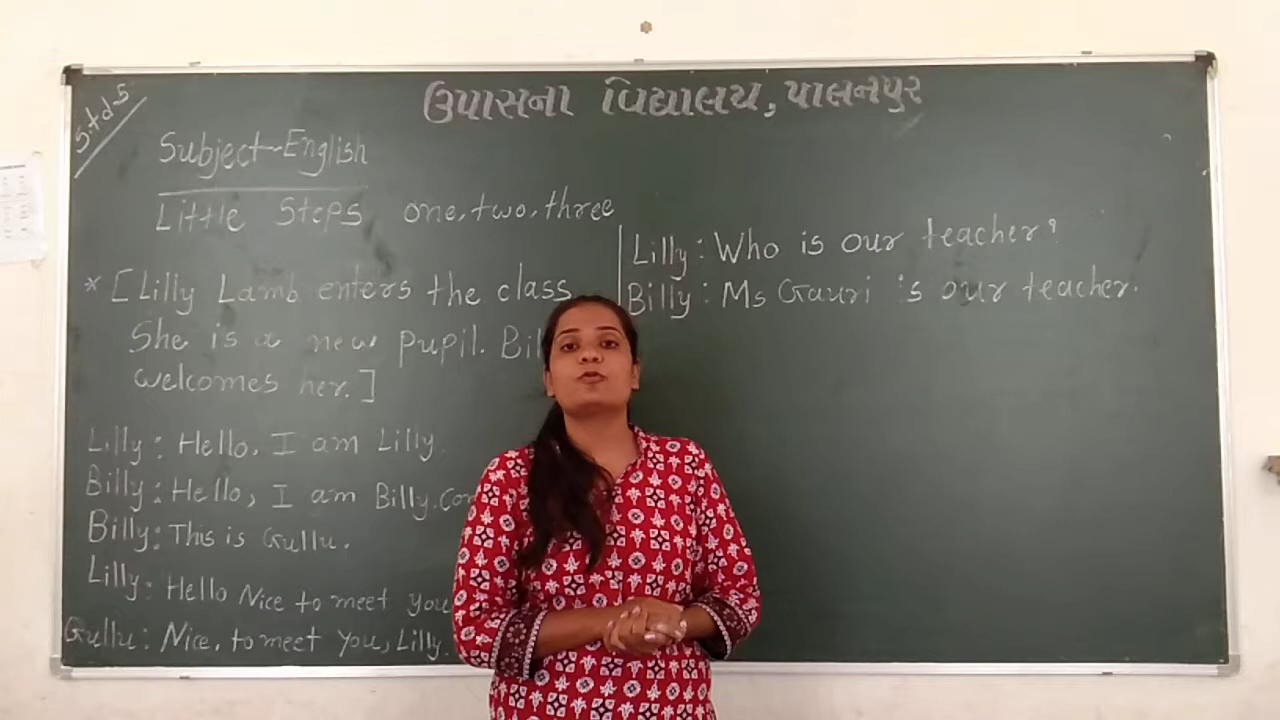 Std 5
ઉપાસના વિદ્યાલય, પાલનપુર
Subject-English
Little Steps one, two, three
* [Lilly Lamb enters the class
She is a new pupil.
welcomes her.]
Lilly: Hello, I am Lilly.
Billy: Hello, I am Billy.
Billy: This is Gullu.
Lilly: Hello Nice to meet you
Gullu: Nice, to meet you, Lilly.
Lilly: Who is our teacher?
Billy: Ms Gauri is our teacher.